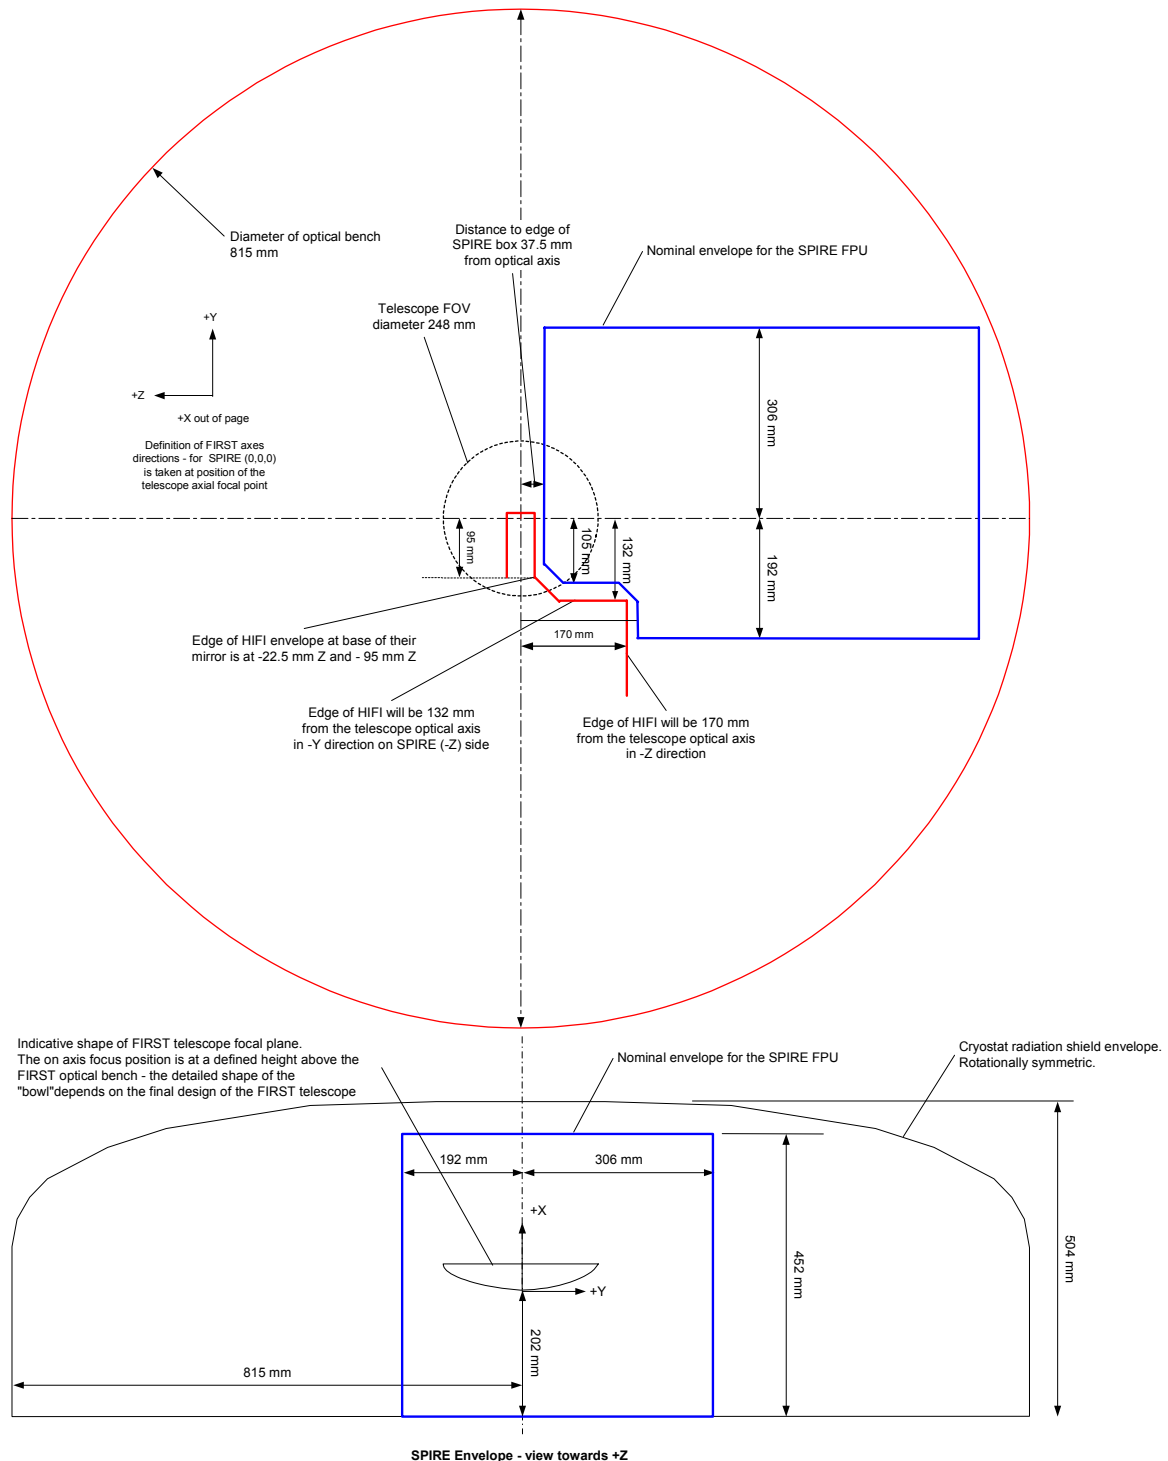 Diameter of optical bench
815 mm
Distance to edge of
SPIRE box 37.5 mm
from optical axis
Nominal envelope for the SPIRE FPU
Telescope FOV
diameter 248 mm
+Y
+Z
+X out of page
Definition of FIRST axes
directions - for SPIRE (0,0,0)
is taken at position of the
telescope axial focal point
306 mm
95 mm
105 mm
132 mm
192 mm
170 mm
Edge of HIFI envelope at base of their
mirror is at -22.5 mm Z and - 95 mm Z
Edge of HIFI will be 132 mm
from the telescope optical axis
in -Y direction on SPIRE (-Z) side
Edge of HIFI will be 170 mm
from the telescope optical axis
in -Z direction
Indicative shape of FIRST telescope focal plane.
The on axis focus position is at a defined height above the
FIRST optical bench - the detailed shape of the
"bowl"depends on the final design of the FIRST telescope
Nominal envelope for the SPIRE FPU
Cryostat radiation shield envelope.
Rotationally symmetric.
192 mm
306 mm
+X
+Y
452 mm
504 mm
202 mm
815 mm
SPIRE Envelope - view towards +Z